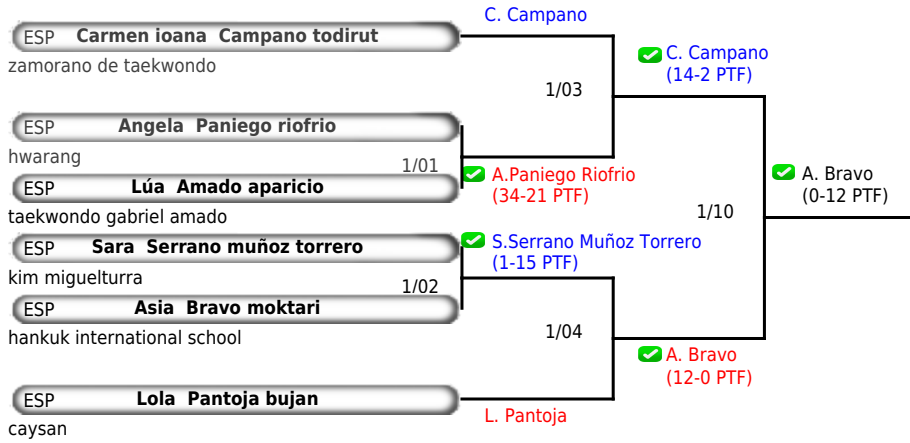 C. Campano
ESP Carmen ioana Campano todirut
zamorano de taekwondo
C. Campano
(14-2 PTF)
1/03
ESP Angela Paniego riofrio
hwarang
1/01
A.Paniego Riofrio
(34-21 PTF)
ESP Lúa Amado aparicio
taekwondo gabriel amado
A. Bravo
(0-12 PTF)
1/10
ESP Sara Serrano muñoz torrero
kim miguelturra
S.Serrano Muñoz Torrero
(1-15 PTF)
1/02
ESP Asia Bravo moktari
hankuk international school
1/04
A. Bravo
(12-0 PTF)
ESP Lola Pantoja bujan
caysan
L. Pantoja